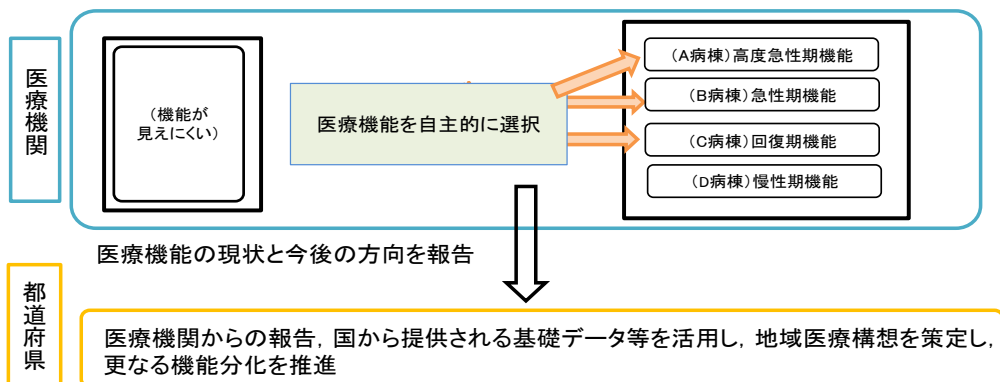 医療機関
(機能が
見えにくい)
医療機能を自主的に選択
(A病棟)高度急性期機能
(B病棟)急性期機能
(C病棟)回復期機能
(D病棟)慢性期機能
医療機能の現状と今後の方向を報告
都道府県
医療機関からの報告，国から提供される基礎データ等を活用し，地域医療構想を策定し，
更なる機能分化を推進